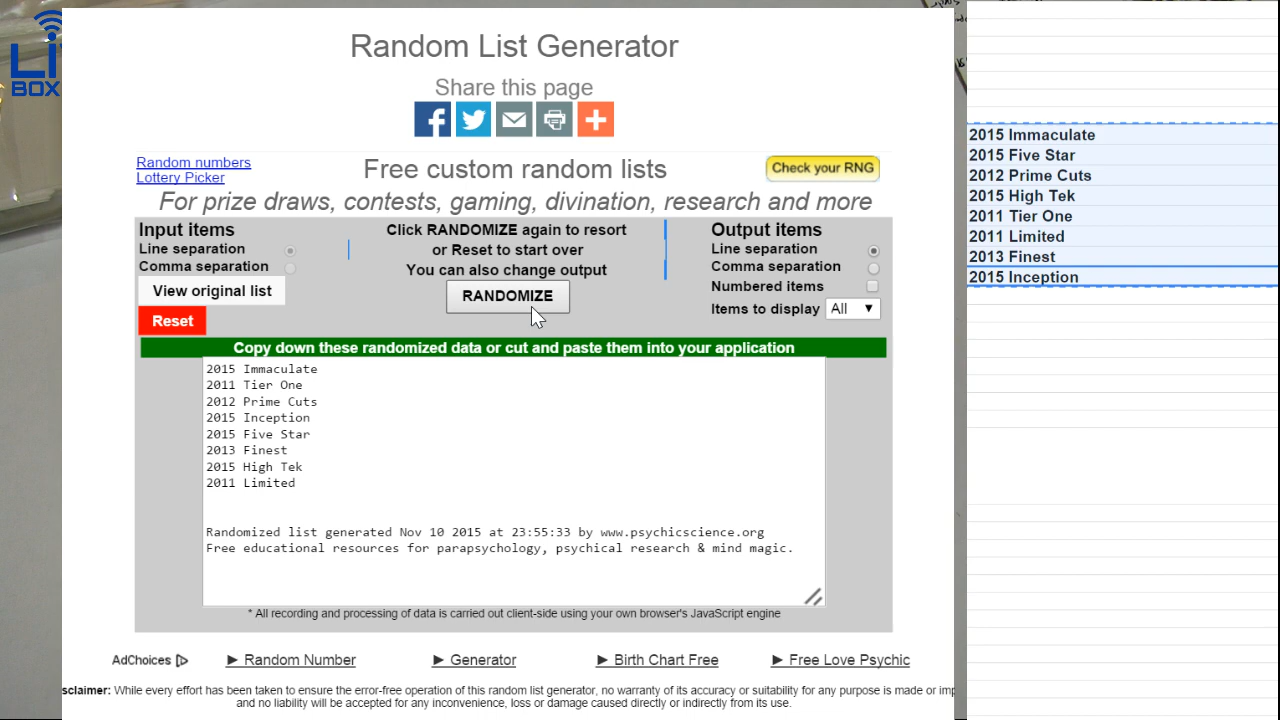 Li
BOX
Random List Generator
Share this page
Random numbers
Lottery Picker
Free custom random lists
Check your RNG
For prize draws, contests, gaming, divination, research and more
Input items
Line separation
Comma separation
View original list
Reset
Click RANDOMIZE again to resort
or Reset to start over
You can also change output
RANDOMIZE
Output items
Line separation
Comma separation
Numbered items
Items to display All
Copy down these randomized data or cut and paste them into your application
2015 Immaculate
2011 Tier One
2012 Prime Cuts
2015 Inception
2015 Five Star
2013 Finest
2015 High Tek
2011 Limited
Randomized list generated Nov 10 2015 at 23:55:33 by www.psychicscience.org
Free educational resources for parapsychology, psychical research & mind magic.
* All recording and processing of data is carried out client-side using your own browser's JavaScript engine
AdChoices
► Random Number
► Generator
► Birth Chart Free
► Free Love Psychic
sclaimer: While every effort has been taken to ensure the error-free operation of this random list generator, no warranty of its accuracy or suitability for any purpose is made or imp
and no liability will be accepted for any inconvenience, loss or damage caused directly or indirectly from its use.
2015 Immaculate
2015 Five Star
2012 Prime Cuts
2015 High Tek
2011 Tier One
2011 Limited
2013 Finest
2015 Inception